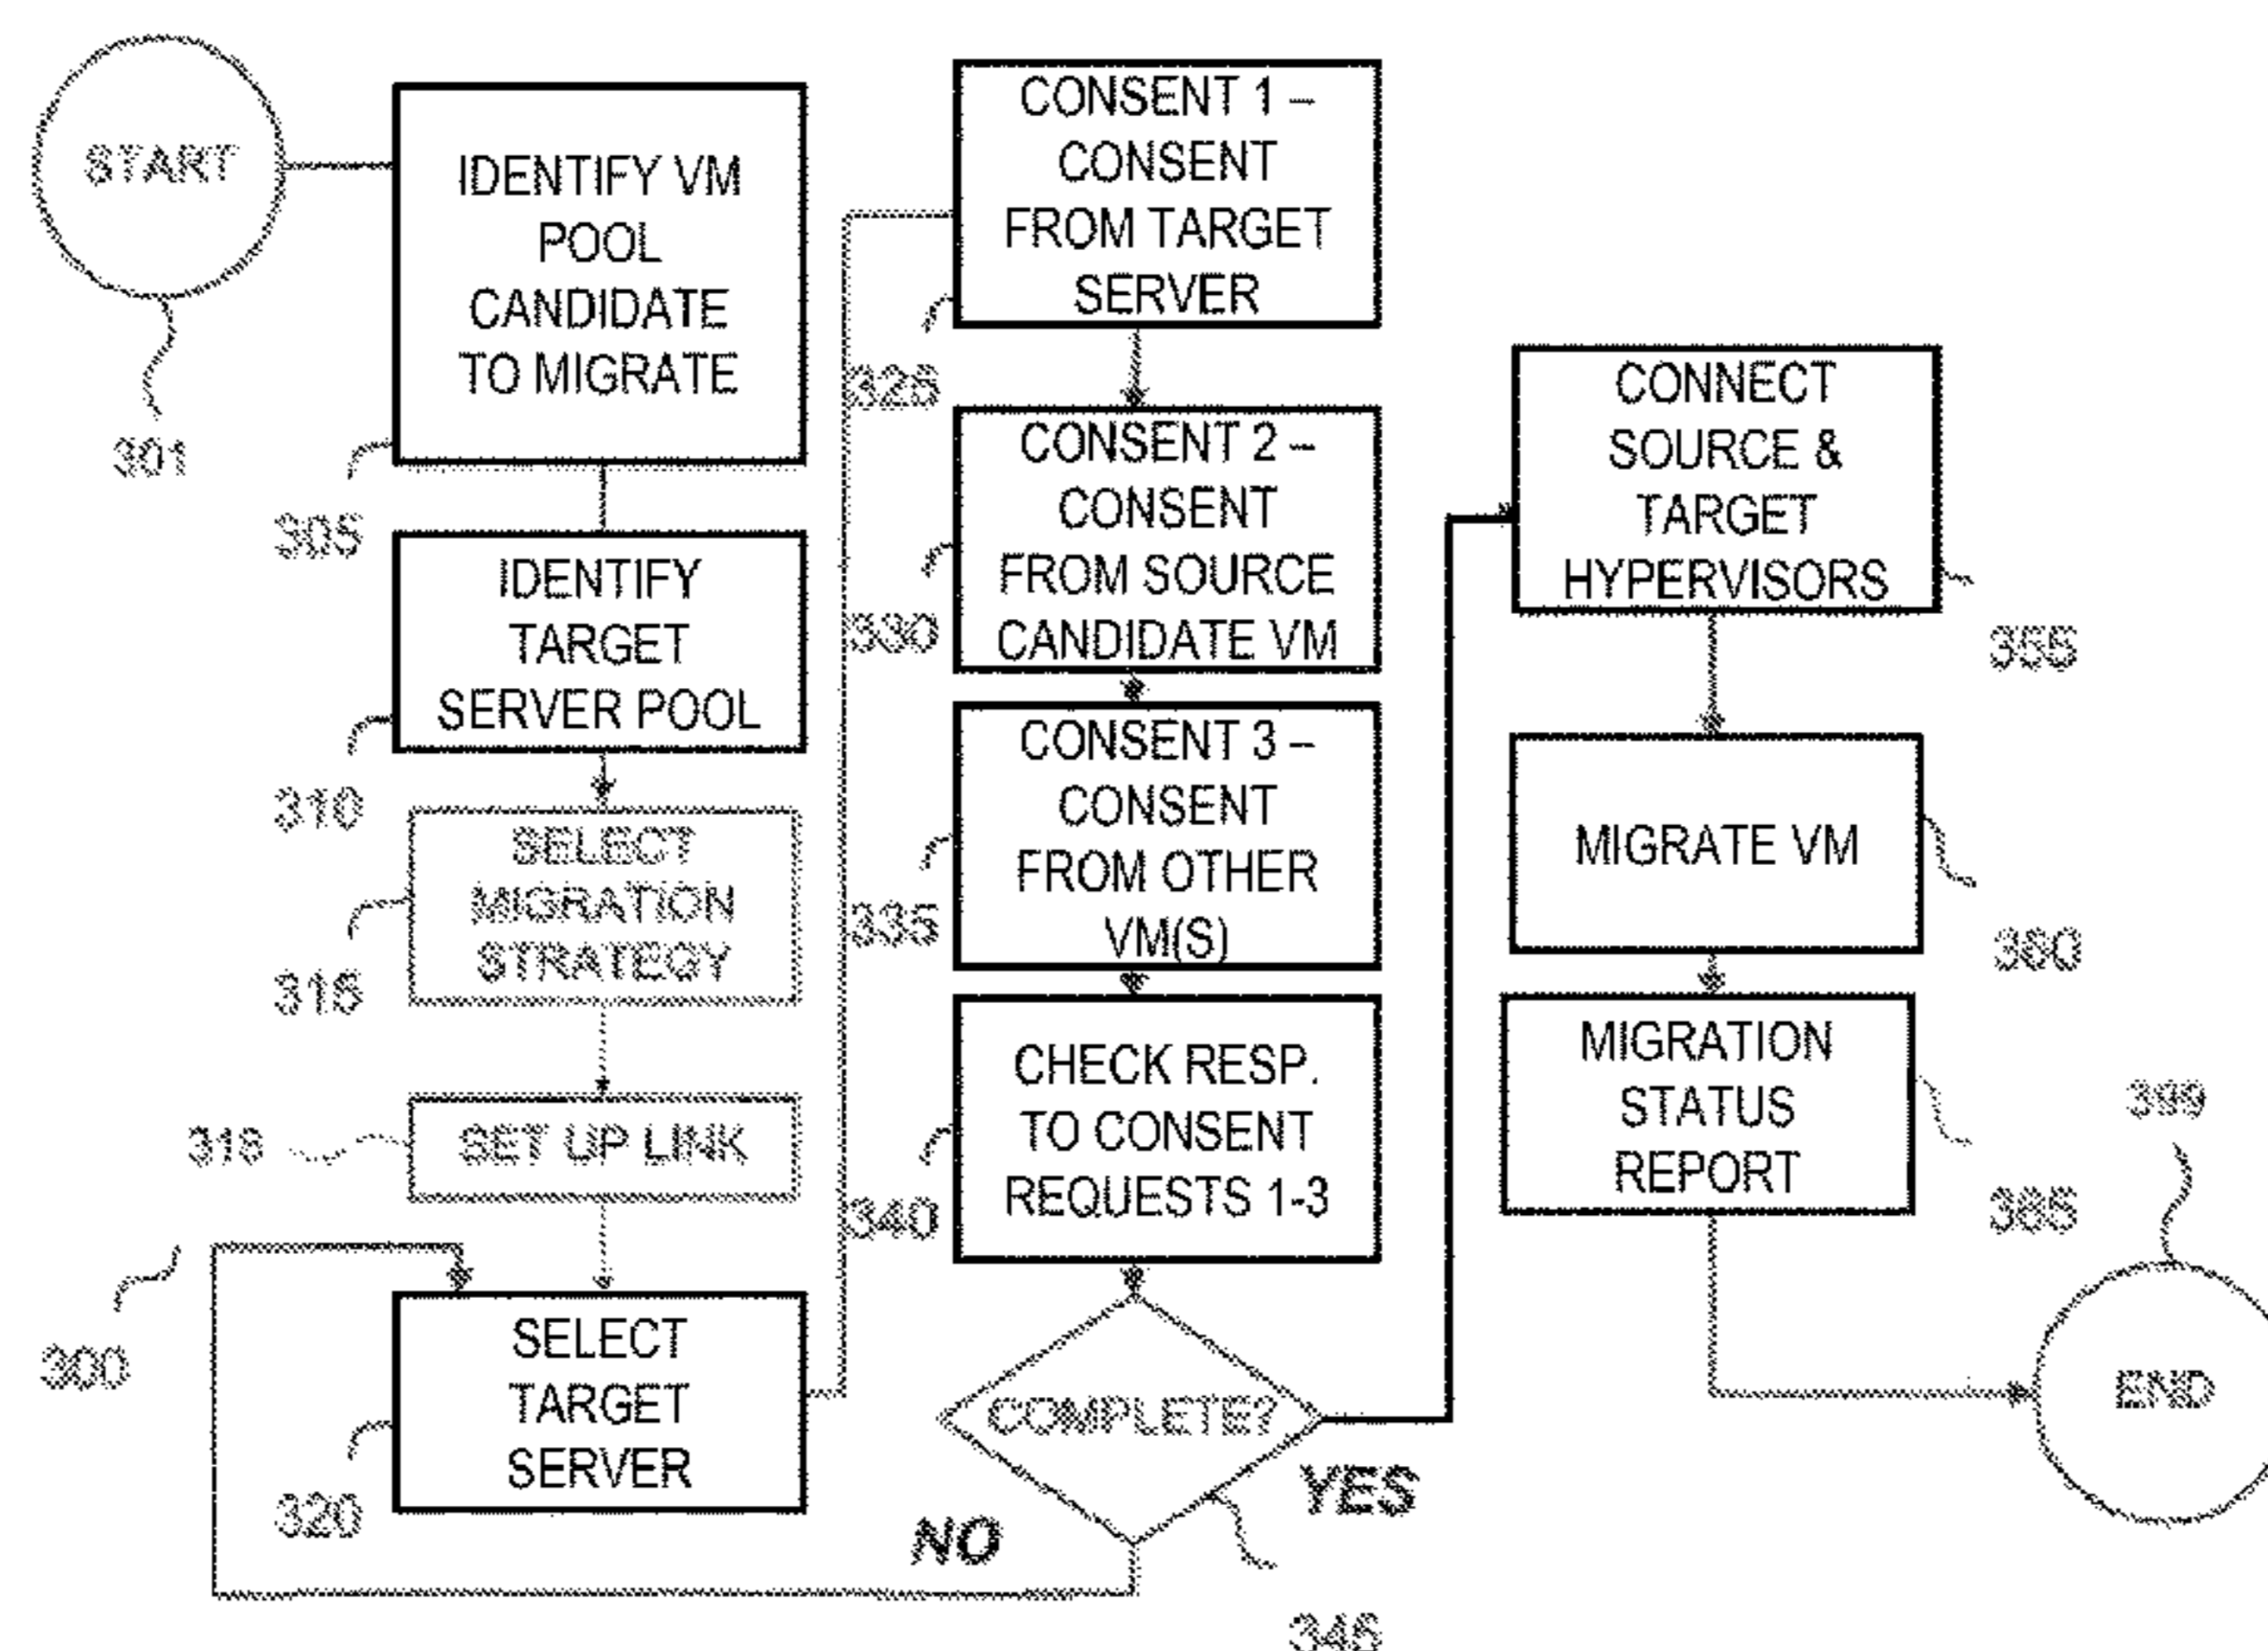 START
301
IDENTIFY VM
POOL
CANDIDATE
TO MIGRATE
305
IDENTIFY
TARGET
SERVER POOL
310
SELECT
MIGRATION
STRATEGY
SET UP LINK
300
SELECT
TARGET
SERVER
320
CONSENT 1 –
CONSENT
FROM TARGET
SERVER
325
CONSENT 2 –
CONSENT
FROM SOURCE
CANDIDATE VM
330
CONSENT 3 –
CONSENT
FROM OTHER
VM(S)
335
CHECK RESP.
TO CONSENT
REQUESTS 1-3
340
COMPLETE?
YES
NO
345
CONNECT
SOURCE &
TARGET
HYPERVISORS
355
MIGRATE VM
360
MIGRATION
STATUS
REPORT
365
399
END